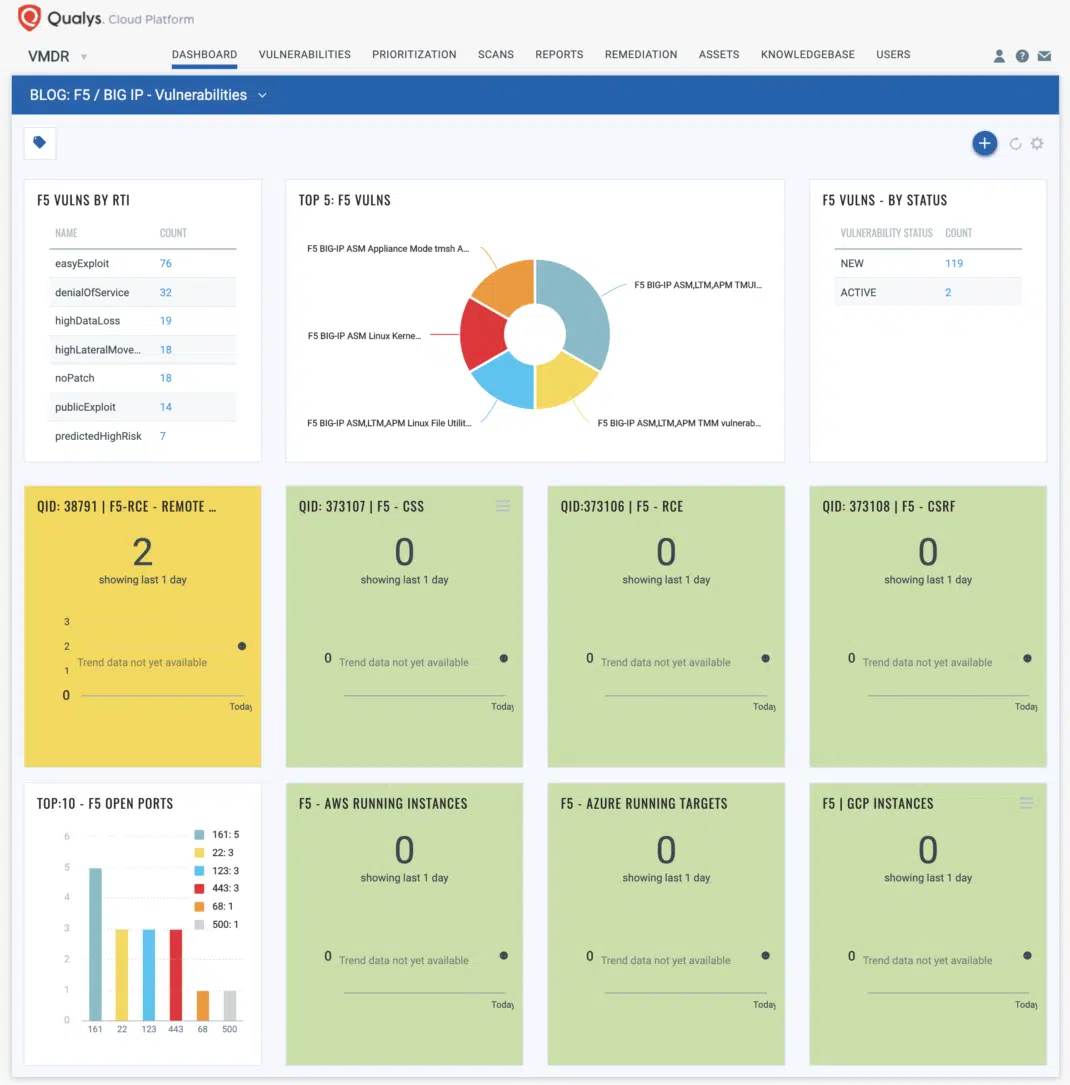 Qualys. Cloud Platform
VMDR
DASHBOARD VULNERABILITIES PRIORITIZATION SCANS REPORTS REMEDIATION ASSETS KNOWLEDGEBASE USERS
BLOG: F5 / BIG IP - Vulnerabilities
F5 VULNS BY RTI
NAME COUNT
easyExploit 76
denialOfService 32
highDataLoss 19
highLateralMove... 18
noPatch 18
publicExploit 14
predictedHighRisk 7
TOP 5: F5 VULNS
F5 BIG-IP ASM Appliance Mode tmsh A...
F5 BIG-IP ASM,LTM,APM TMUI...
F5 BIG-IP ASM Linux Kerne...
F5 BIG-IP ASM,LTM,APM Linux File Utilit...
F5 BIG-IP ASM,LTM,APM TMM vulnerab...
F5 VULNS - BY STATUS
VULNERABILITY STATUS COUNT
NEW 119
ACTIVE 2
QID: 38791 | F5-RCE - REMOTE ...
2
showing last 1 day
3
2
Trend data not yet available
1
0
Today
QID: 373107 | F5 - CSS
0
showing last 1 day
0 Trend data not yet available
Today
QID:373106 | F5 - RCE
0
showing last 1 day
0 Trend data not yet available
Today
QID: 373108 | F5 - CSRF
0
showing last 1 day
0 Trend data not yet available
Today
TOP:10 - F5 OPEN PORTS
6
5
4
3
2
1
0
161 22 123 443 68 500
161: 5
22: 3
123: 3
443: 3
68: 1
500: 1
F5 - AWS RUNNING INSTANCES
0
showing last 1 day
0 Trend data not yet available
Today
F5 - AZURE RUNNING TARGETS
0
showing last 1 day
0 Trend data not yet available
Today
F5 | GCP INSTANCES
0
showing last 1 day
0 Trend data not yet available
Today